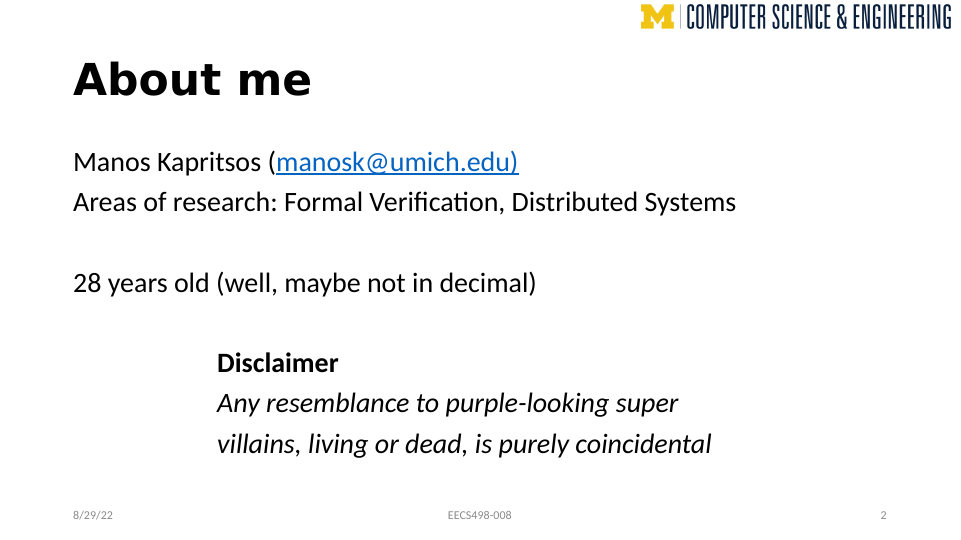 COMPUTER SCIENCE & ENGINEERING
About me
Manos Kapritsos (manosk@umich.edu)
Areas of research: Formal Verification, Distributed Systems
28 years old (well, maybe not in decimal)
Disclaimer
Any resemblance to purple-looking super
villains, living or dead, is purely coincidental
8/29/22
EECS498-008
2